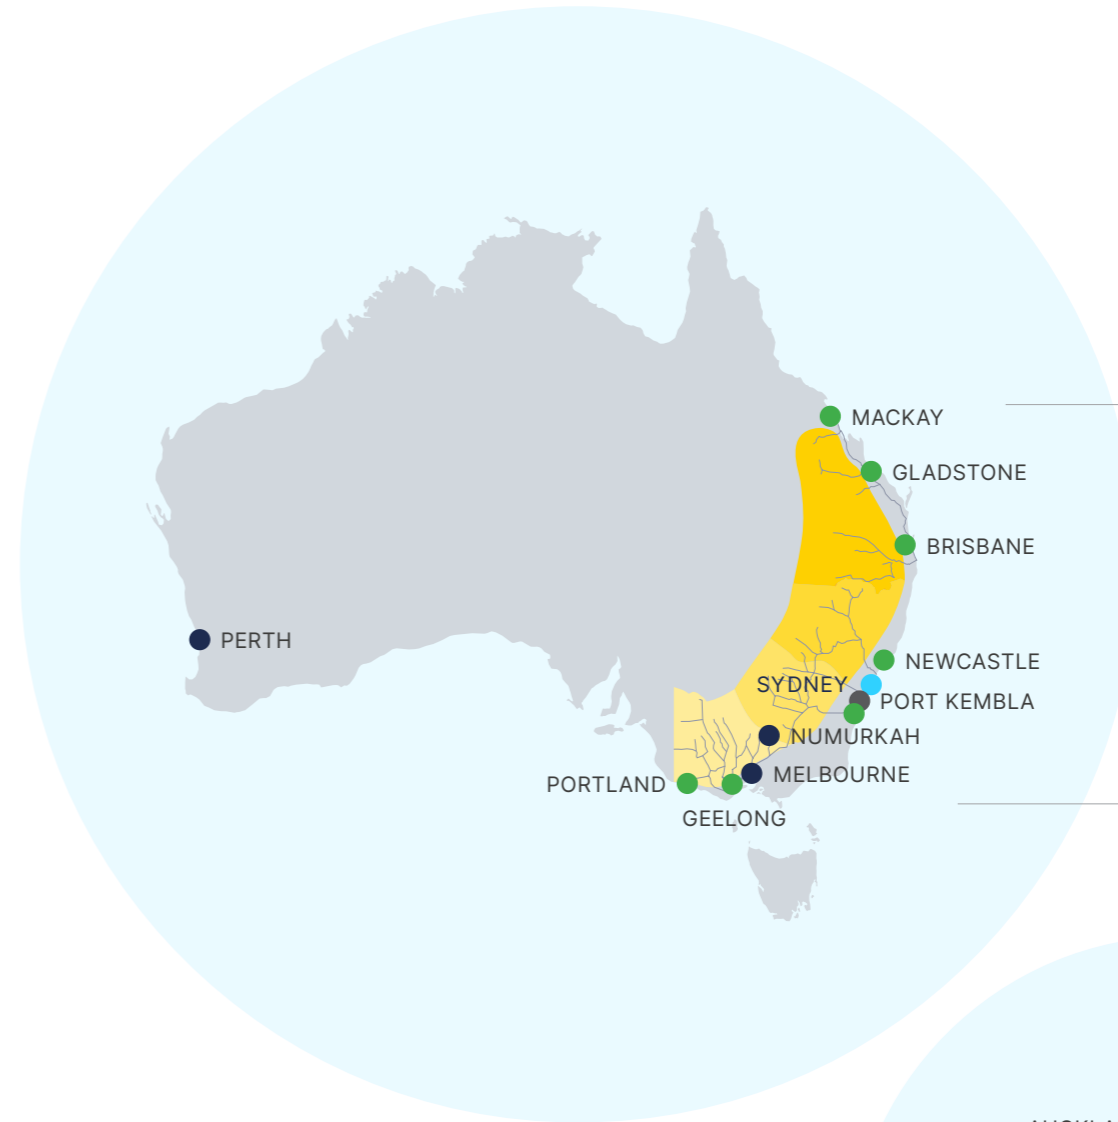 MACKAY
GLADSTONE
BRISBANE
PERTH
NEWCASTLE
SYDNEY
PORT KEMBLA
NUMURKAH
MELBOURNE
PORTLAND
GEELONG